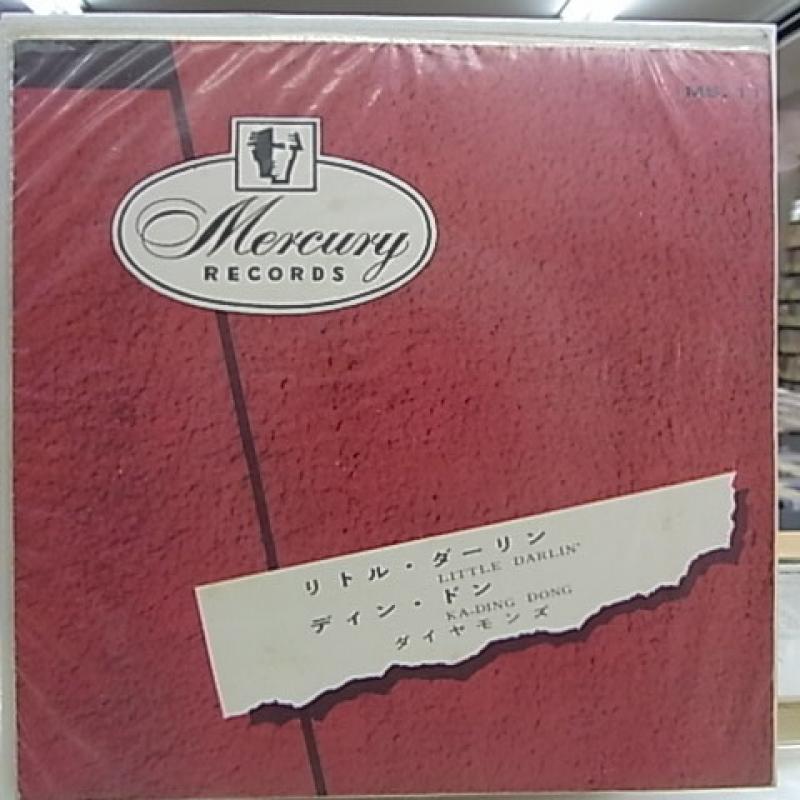 Mercury
RECORDS
リトル・ダーリン
LITTLE DARLIN'
ディン・ドン
KA-DING DONG
ダイヤモンズ